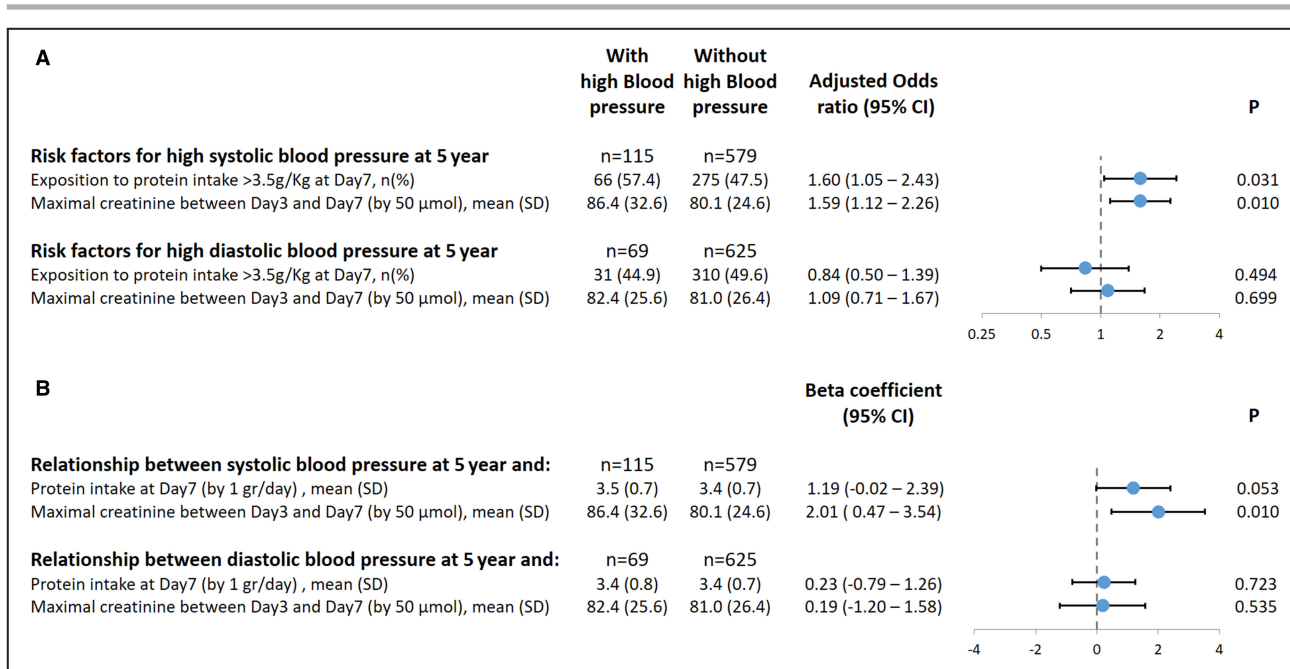 A
With high Blood pressure
Without high Blood pressure
Adjusted Odds ratio (95% CI)
P
Risk factors for high systolic blood pressure at 5 year n=115 n=579
Exposition to protein intake >3.5g/Kg at Day7, n(%) 66 (57.4) 275 (47.5) 1.60 (1.05 – 2.43) 0.031
Maximal creatinine between Day3 and Day7 (by 50 µmol), mean (SD) 86.4 (32.6) 80.1 (24.6) 1.59 (1.12 – 2.26) 0.010
Risk factors for high diastolic blood pressure at 5 year n=69 n=625
Exposition to protein intake >3.5g/Kg at Day7, n(%) 31 (44.9) 310 (49.6) 0.84 (0.50 – 1.39) 0.494
Maximal creatinine between Day3 and Day7 (by 50 µmol), mean (SD) 82.4 (25.6) 81.0 (26.4) 1.09 (0.71 – 1.67) 0.699
0.25 0.5 1 2 4
B
Beta coefficient (95% CI)
P
Relationship between systolic blood pressure at 5 year and: n=115 n=579
Protein intake at Day7 (by 1 gr/day) , mean (SD) 3.5 (0.7) 3.4 (0.7) 1.19 (-0.02 – 2.39) 0.053
Maximal creatinine between Day3 and Day7 (by 50 µmol), mean (SD) 86.4 (32.6) 80.1 (24.6) 2.01 ( 0.47 – 3.54) 0.010
Relationship between diastolic blood pressure at 5 year and: n=69 n=625
Protein intake at Day7 (by 1 gr/day) , mean (SD) 3.4 (0.8) 3.4 (0.7) 0.23 (-0.79 – 1.26) 0.723
Maximal creatinine between Day3 and Day7 (by 50 µmol), mean (SD) 82.4 (25.6) 81.0 (26.4) 0.19 (-1.20 – 1.58) 0.535
-4 -2 0 2 4